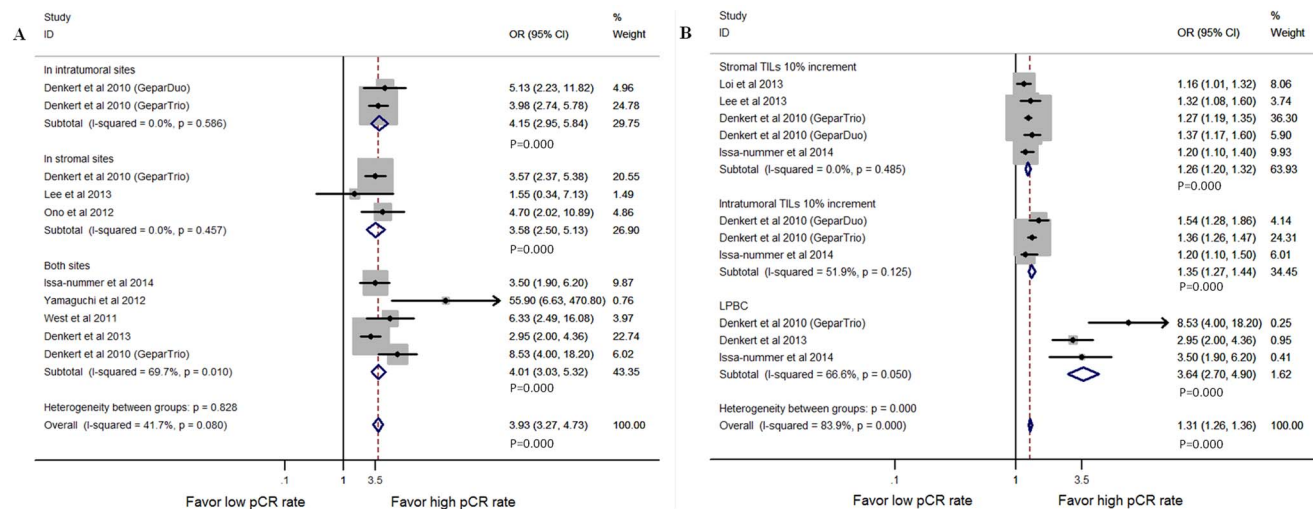 A
Study % 
ID OR (95% CI) Weight
In intratumoral sites
Denkert et al 2010 (GeparDuo) 5.13 (2.23, 11.82) 4.96
Denkert et al 2010 (GeparTrio) 3.98 (2.74, 5.78) 24.78
Subtotal (I-squared = 0.0%, p = 0.586) 4.15 (2.95, 5.84) 29.75
P=0.000
In stromal sites
Denkert et al 2010 (GeparTrio) 3.57 (2.37, 5.38) 20.55
Lee et al 2013 1.55 (0.34, 7.13) 1.49
Ono et al 2012 4.70 (2.02, 10.89) 4.86
Subtotal (I-squared = 0.0%, p = 0.457) 3.58 (2.50, 5.13) 26.90
P=0.000
Both sites
Issa-nummer et al 2014 3.50 (1.90, 6.20) 9.87
Yamaguchi et al 2012 55.90 (6.63, 470.80) 0.76
West et al 2011 6.33 (2.49, 16.08) 3.97
Denkert et al 2013 2.95 (2.00, 4.36) 22.74
Denkert et al 2010 (GeparTrio) 8.53 (4.00, 18.20) 6.02
Subtotal (I-squared = 69.7%, p = 0.010) 4.01 (3.03, 5.32) 43.35
P=0.000
Heterogeneity between groups: p = 0.828
Overall (I-squared = 41.7%, p = 0.080) 3.93 (3.27, 4.73) 100.00
P=0.000
.1 1 3.5
Favor low pCR rate Favor high pCR rate
B
Study %
ID OR (95% CI) Weight
Stromal TILs 10% increment
Loi et al 2013 1.16 (1.01, 1.32) 8.06
Lee et al 2013 1.32 (1.08, 1.60) 3.74
Denkert et al 2010 (GeparTrio) 1.27 (1.19, 1.35) 36.30
Denkert et al 2010 (GeparDuo) 1.37 (1.17, 1.60) 5.90
Issa-nummer et al 2014 1.20 (1.10, 1.40) 9.93
Subtotal (I-squared = 0.0%, p = 0.485) 1.26 (1.20, 1.32) 63.93
P=0.000
Intratumoral TILs 10% increment
Denkert et al 2010 (GeparDuo) 1.54 (1.28, 1.86) 4.14
Denkert et al 2010 (GeparTrio) 1.36 (1.26, 1.47) 24.31
Issa-nummer et al 2014 1.20 (1.10, 1.50) 6.01
Subtotal (I-squared = 51.9%, p = 0.125) 1.35 (1.27, 1.44) 34.45
P=0.000
LPBC
Denkert et al 2010 (GeparTrio) 8.53 (4.00, 18.20) 0.25
Denkert et al 2013 2.95 (2.00, 4.36) 0.95
Issa-nummer et al 2014 3.50 (1.90, 6.20) 0.41
Subtotal (I-squared = 66.6%, p = 0.050) 3.64 (2.70, 4.90) 1.62
P=0.000
Heterogeneity between groups: p = 0.000
Overall (I-squared = 83.9%, p = 0.000) 1.31 (1.26, 1.36) 100.00
P=0.000
.1 1 3.5
Favor low pCR rate Favor high pCR rate